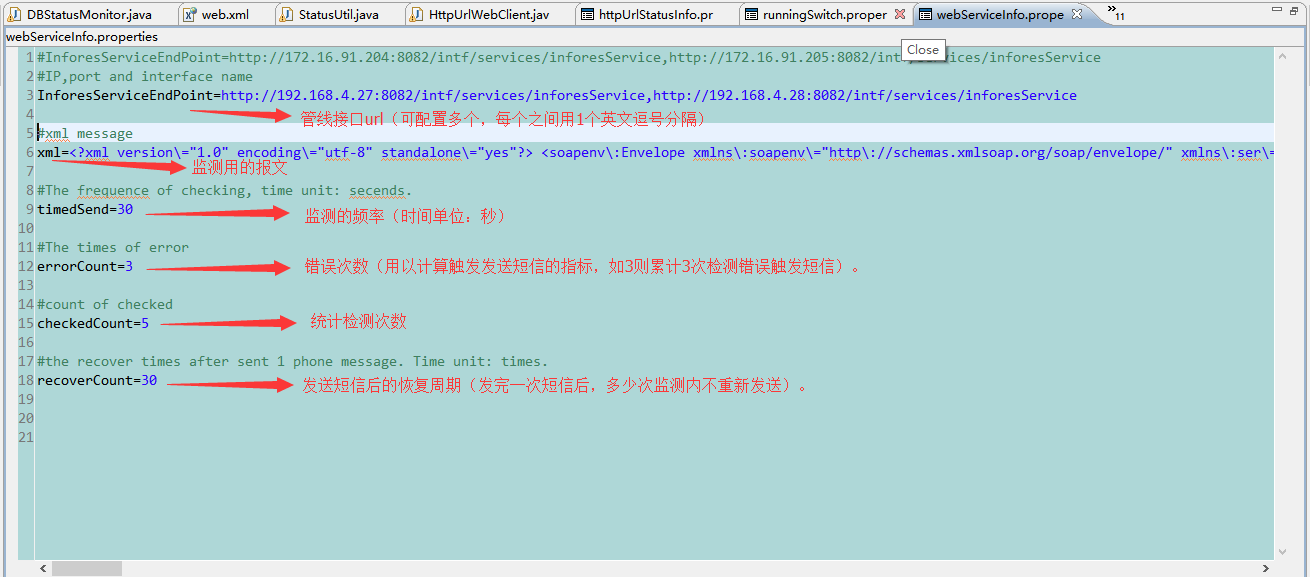 DBStatusMonitor.java web.xml StatusUtil.java HttpUrlWebClient.jav httpUrlStatusInfo.pr runningSwitch.proper webServiceInfo.prope »11
webServiceInfo.properties
Close
1 #InforesServiceEndPoint=http://172.16.91.204:8082/intf/services/inforesService,http://172.16.91.205:8082/intf/services/inforesService
2 #IP,port and interface name
3 InforesServiceEndPoint=http://192.168.4.27:8082/intf/services/inforesService,http://192.168.4.28:8082/intf/services/inforesService
4 管线接口url（可配置多个，每个之间用1个英文逗号分隔）
5 #xml message
6 xml=<?xml version\="1.0" encoding\="utf-8" standalone\="yes"?> <soapenv\:Envelope xmlns\:soapenv\="http\://schemas.xmlsoap.org/soap/envelope/" xmlns\:ser\=
7 监测用的报文
8 #The frequence of checking, time unit: secends.
9 timedSend=30 监测的频率（时间单位：秒）
10
11 #The times of error
12 errorCount=3 错误次数（用以计算触发发送短信的指标，如3则累计3次检测错误触发短信）。
13
14 #count of checked
15 checkedCount=5 统计检测次数
16
17 #the recover times after sent 1 phone message. Time unit: times.
18 recoverCount=30 发送短信后的恢复周期（发完一次短信后，多少次监测内不重新发送）。
19
20
21